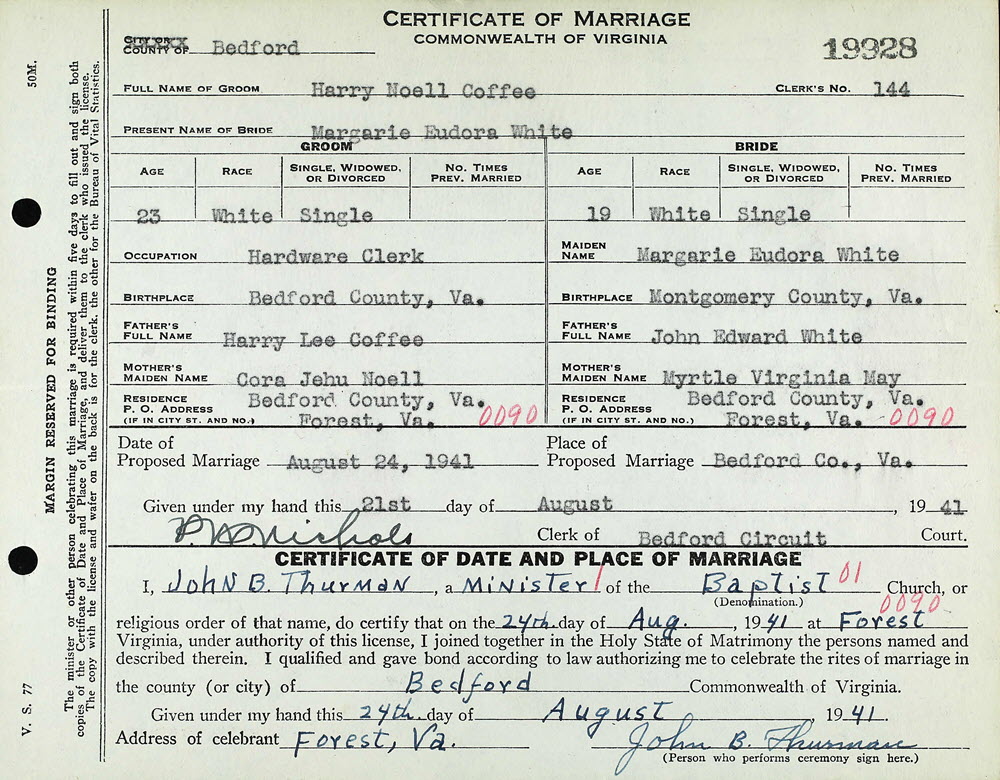 CERTIFICATE OF MARRIAGE
COMMONWEALTH OF VIRGINIA
CITY OR
COUNTY OF Bedford
19928
FULL NAME OF GROOM Harry Noell Coffee CLERK'S NO. 144
PRESENT NAME OF BRIDE Margarie Eudora White
GROOM BRIDE
AGE RACE SINGLE, WIDOWED, OR DIVORCED NO. TIMES PREV. MARRIED AGE RACE SINGLE, WIDOWED, OR DIVORCED NO. TIMES PREV. MARRIED
23 White Single 19 White Single
OCCUPATION Hardware Clerk MAIDEN NAME Margarie Eudora White
BIRTHPLACE Bedford County, Va. BIRTHPLACE Montgomery County, Va.
FATHER'S FULL NAME Harry Lee Coffee FATHER'S FULL NAME John Edward White
MOTHER'S MAIDEN NAME Cora Jehu Noell MOTHER'S MAIDEN NAME Myrtle Virginia May
RESIDENCE Bedford County, Va. RESIDENCE Bedford County, Va.
P. O. ADDRESS P. O. ADDRESS
(IF IN CITY ST. AND NO.) Forest, Va. 0090 (IF IN CITY ST. AND NO.) Forest, Va. 0090
Date of Proposed Marriage August 24, 1941 Place of Proposed Marriage Bedford Co., Va.
Given under my hand this 21st day of August, 19 41
Nichols Clerk of Bedford Circuit Court.
CERTIFICATE OF DATE AND PLACE OF MARRIAGE
I, John B. Thurman, a Minister 1 of the Baptist 01 Church, or
(Denomination.) 0090
religious order of that name, do certify that on the 24th. day of Aug., 1941 at Forest
Virginia, under authority of this license, I joined together in the Holy State of Matrimony the persons named and
described therein. I qualified and gave bond according to law authorizing me to celebrate the rites of marriage in
the county (or city) of Bedford Commonwealth of Virginia.
Given under my hand this 24th. day of August, 1941.
Address of celebrant Forest, Va. John B. Thurman
(Person who performs ceremony sign here.)
50M.
MARGIN RESERVED FOR BINDING
The minister or other person celebrating this marriage is required within five days to fill out and sign both
copies of the Certificate of Date and Place of Marriage, and deliver them to the clerk who issued the license.
The copy with the license and wafer on the back is for the clerk, the other for the Bureau of Vital Statistics.
V. S. 77